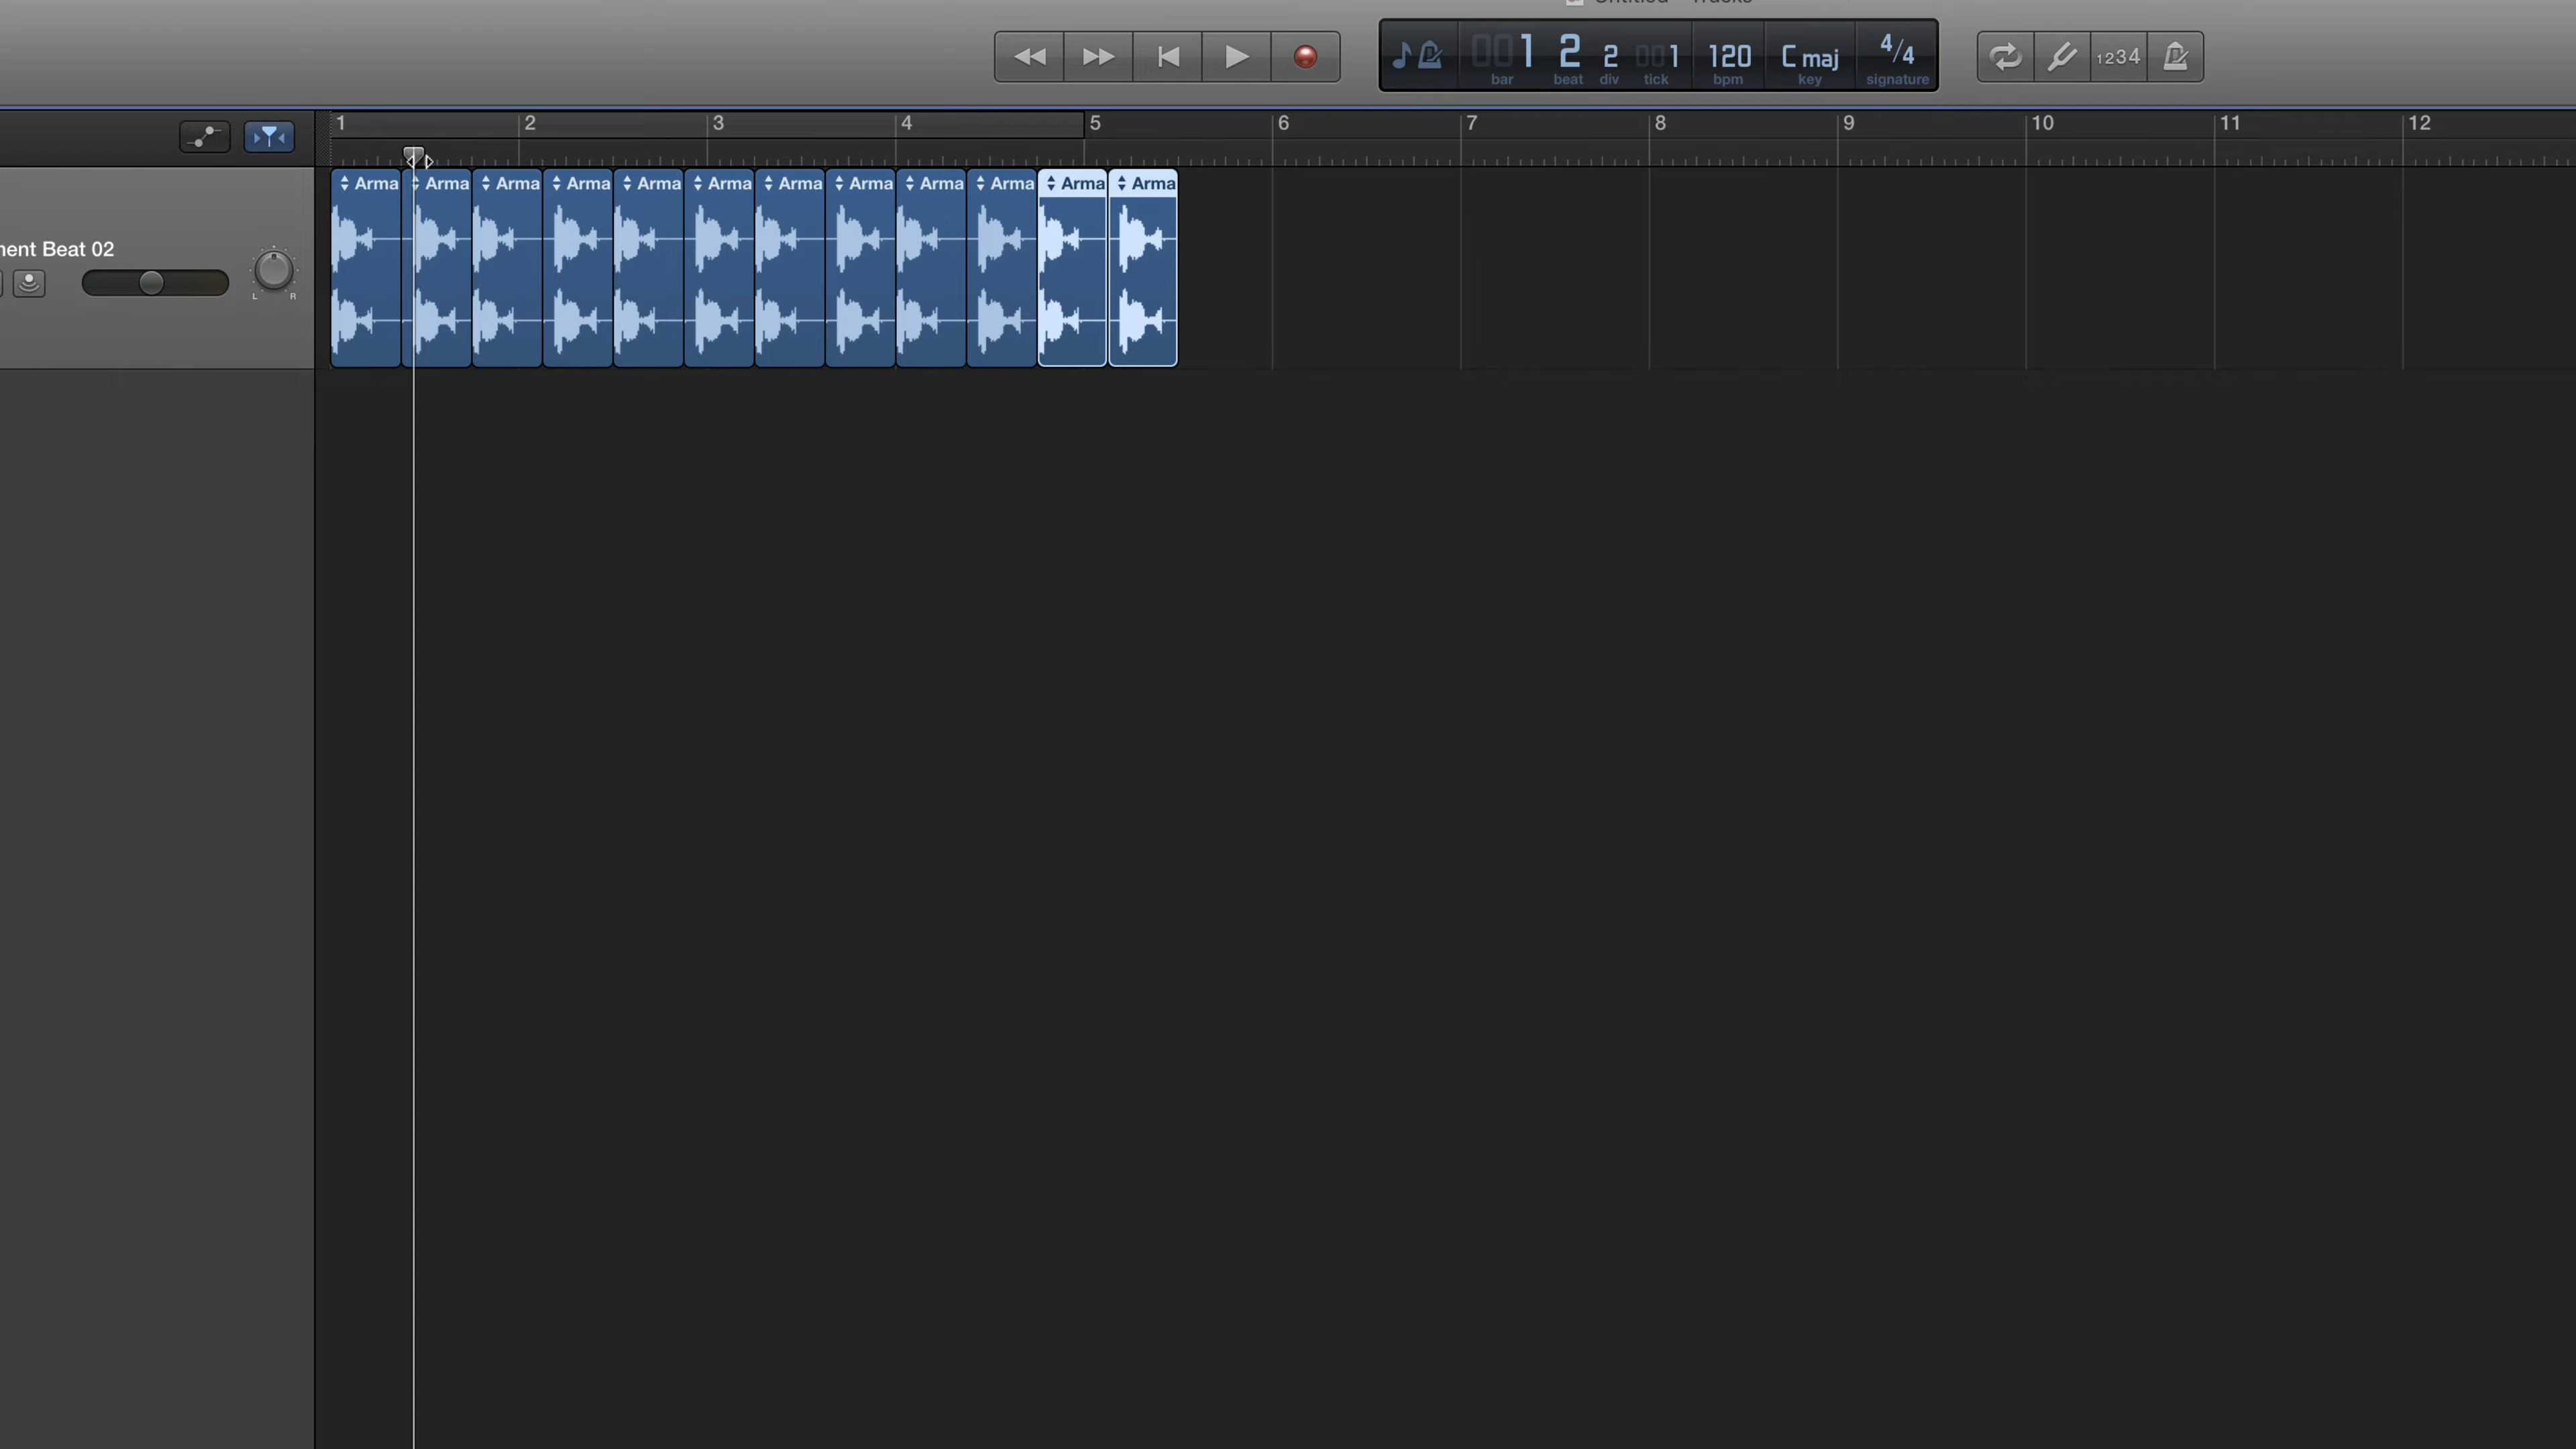 001 2 2 001 120 C maj 4/4
bar beat div tick bpm key signature
1234
1 2 3 4 5 6 7 8 9 10 11 12
Arma Arma Arma Arma Arma Arma Arma Arma Arma Arma Arma Arma
Beat 02
L R